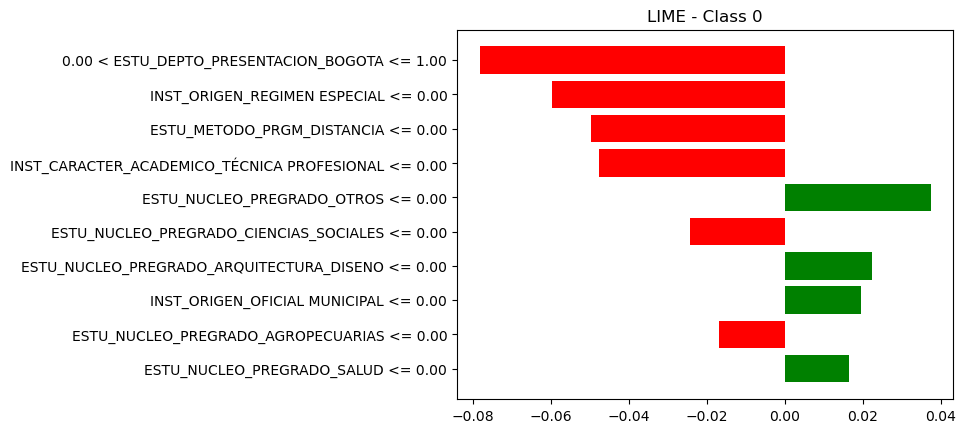 LIME - Class 0
0.00 < ESTU_DEPTO_PRESENTACION_BOGOTA <= 1.00
INST_ORIGEN_REGIMEN ESPECIAL <= 0.00
ESTU_METODO_PRGM_DISTANCIA <= 0.00
INST_CARACTER_ACADEMICO_TÉCNICA PROFESIONAL <= 0.00
ESTU_NUCLEO_PREGRADO_OTROS <= 0.00
ESTU_NUCLEO_PREGRADO_CIENCIAS_SOCIALES <= 0.00
ESTU_NUCLEO_PREGRADO_ARQUITECTURA_DISENO <= 0.00
INST_ORIGEN_OFICIAL MUNICIPAL <= 0.00
ESTU_NUCLEO_PREGRADO_AGROPECUARIAS <= 0.00
ESTU_NUCLEO_PREGRADO_SALUD <= 0.00
−0.08 −0.06 −0.04 −0.02 0.00 0.02 0.04